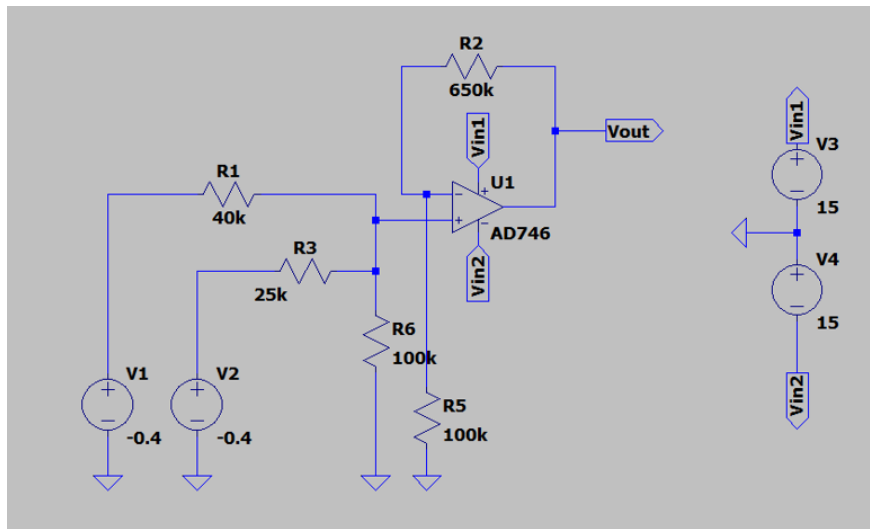 R2
650k
Vin1
Vout
U1
AD746
Vin2
R1
40k
R3
25k
R6
100k
R5
100k
V1
-0.4
V2
-0.4
Vin1
V3
15
V4
15
Vin2